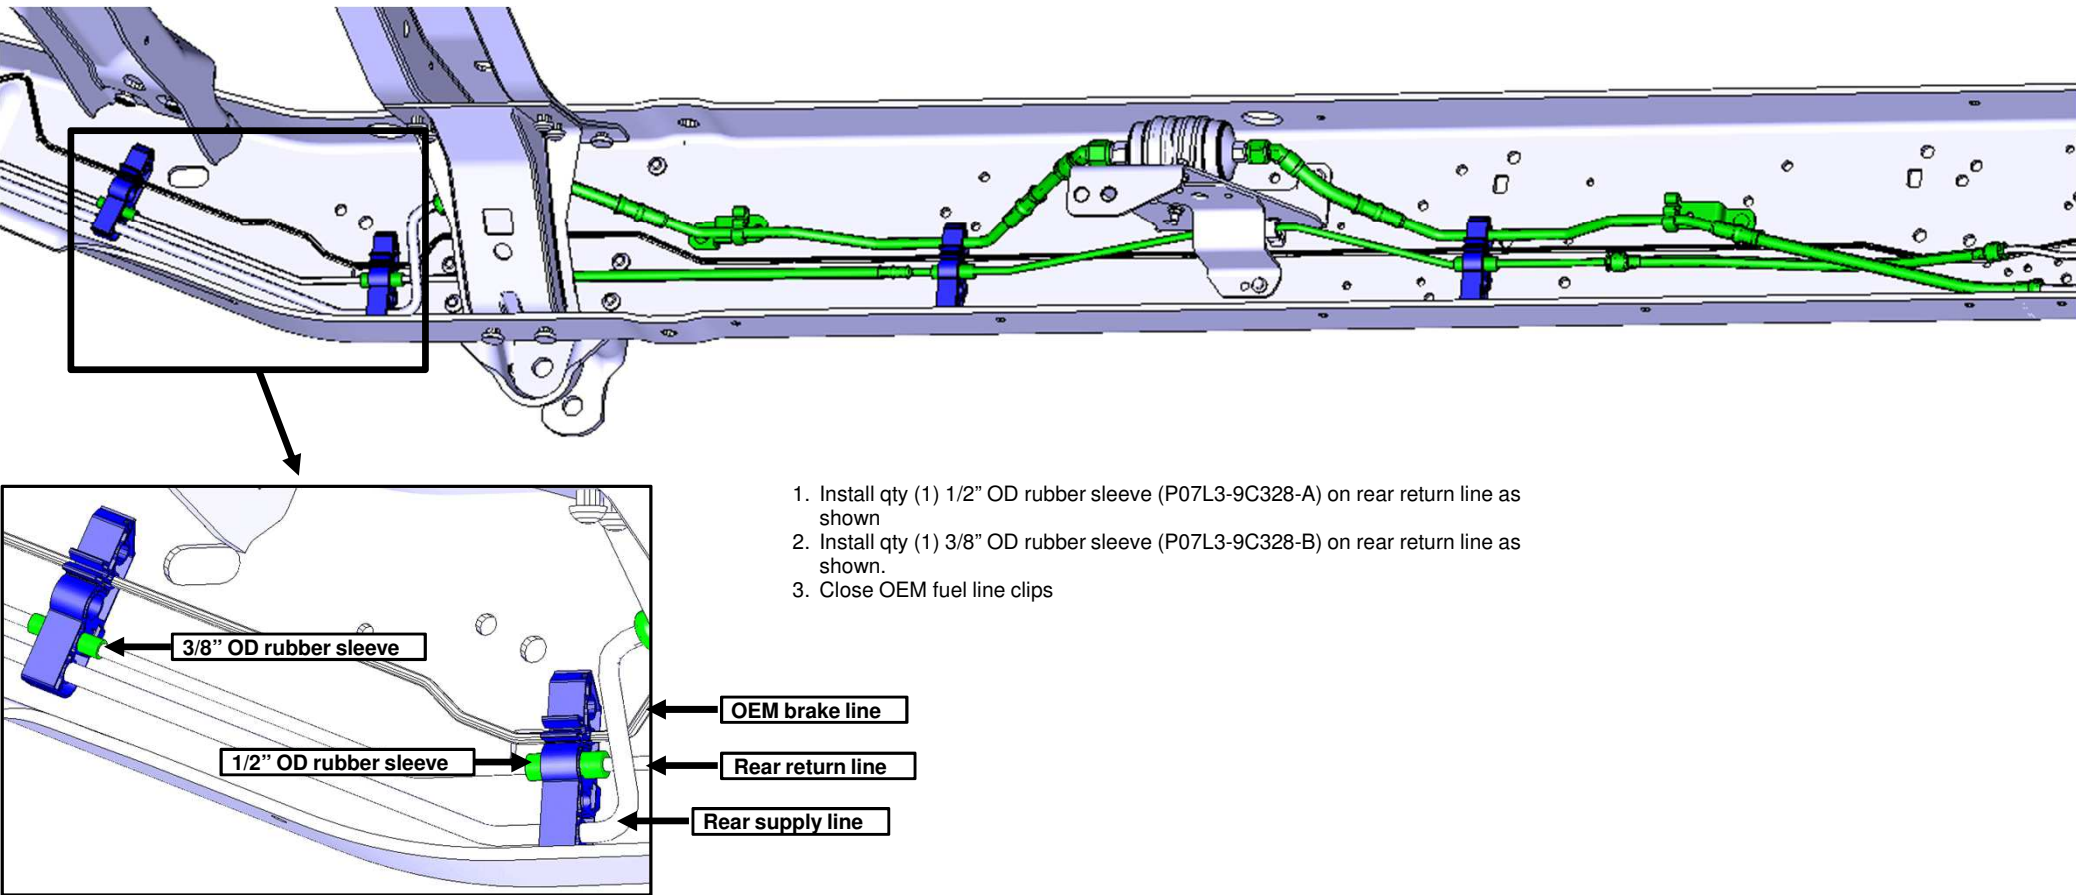 1. Install qty (1) 1/2” OD rubber sleeve (P07L3-9C328-A) on rear return line as
shown
2. Install qty (1) 3/8” OD rubber sleeve (P07L3-9C328-B) on rear return line as
shown.
3. Close OEM fuel line clips
3/8” OD rubber sleeve
OEM brake line
1/2” OD rubber sleeve
Rear return line
Rear supply line